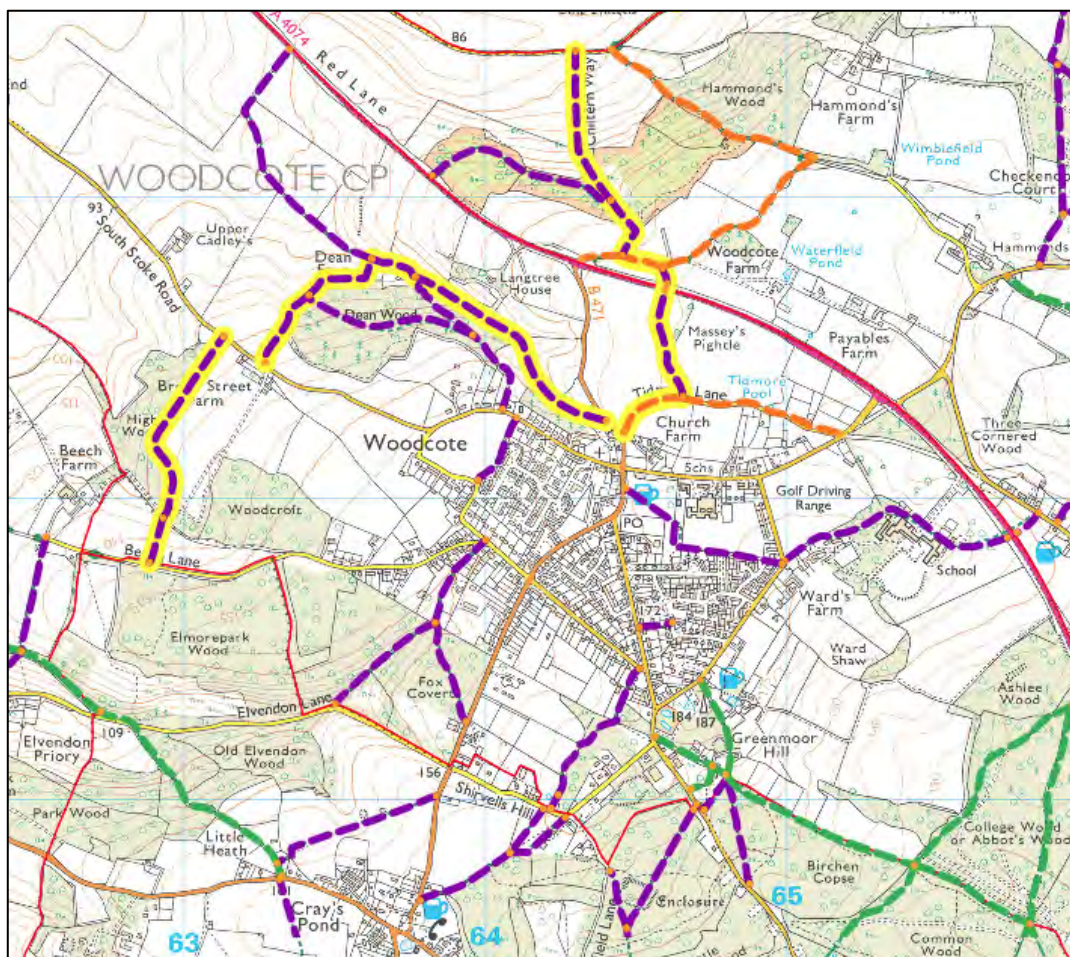 A 4074
Red Lane
86
Chiltern Way
Hammond's
Wood
Hammond's
Farm
Wimblefield
Pond
Checkendon
Court
WOODCOTE CP
93
South Stoke Road
Upper
Cadley's
Dean
Langtree
House
Woodcote
Farm
Waterfield
Pond
Hammonds
Dean Wood
B 471
Massey's
Pightle
Payables
Farm
Tidmore
Pool
Lane
Church
Farm
Three
Cornered
Wood
Woodcote
Schs
Beech
Farm
Golf Driving
Range
Woodcroft
PO
Lane
School
Ward's
Farm
172
Elmorepark
Wood
Ward
Shaw
Fox
Covert
Ashlee
Wood
Elvendon Lane
184
187
Elvendon
Priory
109
Old Elvendon
Wood
Greenmoor
Hill
156
Shirvells Hill
Park Wood
Little
Heath
College Wood
or Abbot's Wood
Birchen
Copse
Cray's
Pond
Enclosure
65
63
64
Common
Wood